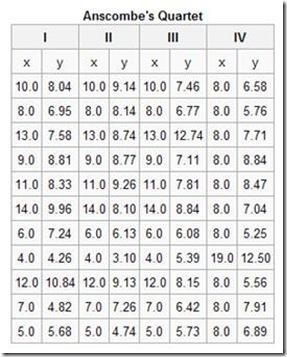 Anscombe's Quartet
I II III IV
x y x y x y x y
10.0 8.04 10.0 9.14 10.0 7.46 8.0 6.58
8.0 6.95 8.0 8.14 8.0 6.77 8.0 5.76
13.0 7.58 13.0 8.74 13.0 12.74 8.0 7.71
9.0 8.81 9.0 8.77 9.0 7.11 8.0 8.84
11.0 8.33 11.0 9.26 11.0 7.81 8.0 8.47
14.0 9.96 14.0 8.10 14.0 8.84 8.0 7.04
6.0 7.24 6.0 6.13 6.0 6.08 8.0 5.25
4.0 4.26 4.0 3.10 4.0 5.39 19.0 12.50
12.0 10.84 12.0 9.13 12.0 8.15 8.0 5.56
7.0 4.82 7.0 7.26 7.0 6.42 8.0 7.91
5.0 5.68 5.0 4.74 5.0 5.73 8.0 6.89